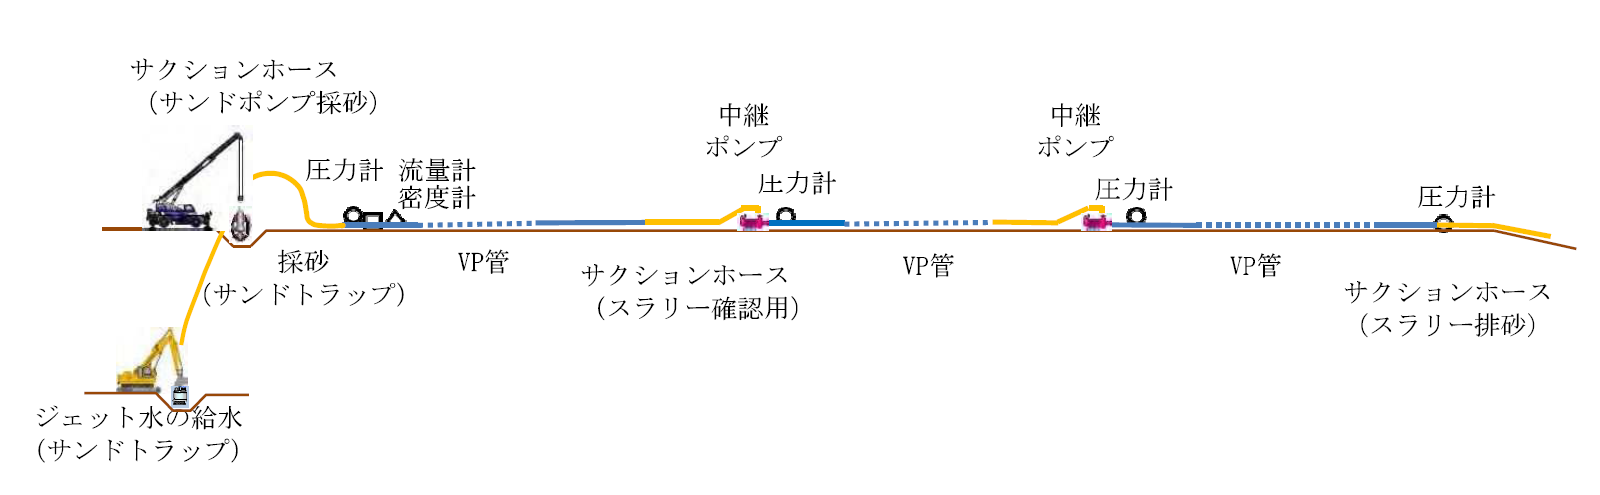 サクションホース
（サンドポンプ採砂）
圧力計
流量計
密度計
中継
ポンプ
圧力計
中継
ポンプ
圧力計
圧力計
採砂
（サンドトラップ）
VP管
サクションホース
（スラリー確認用）
VP管
VP管
サクションホース
（スラリー排砂）
ジェット水の給水
（サンドトラップ）